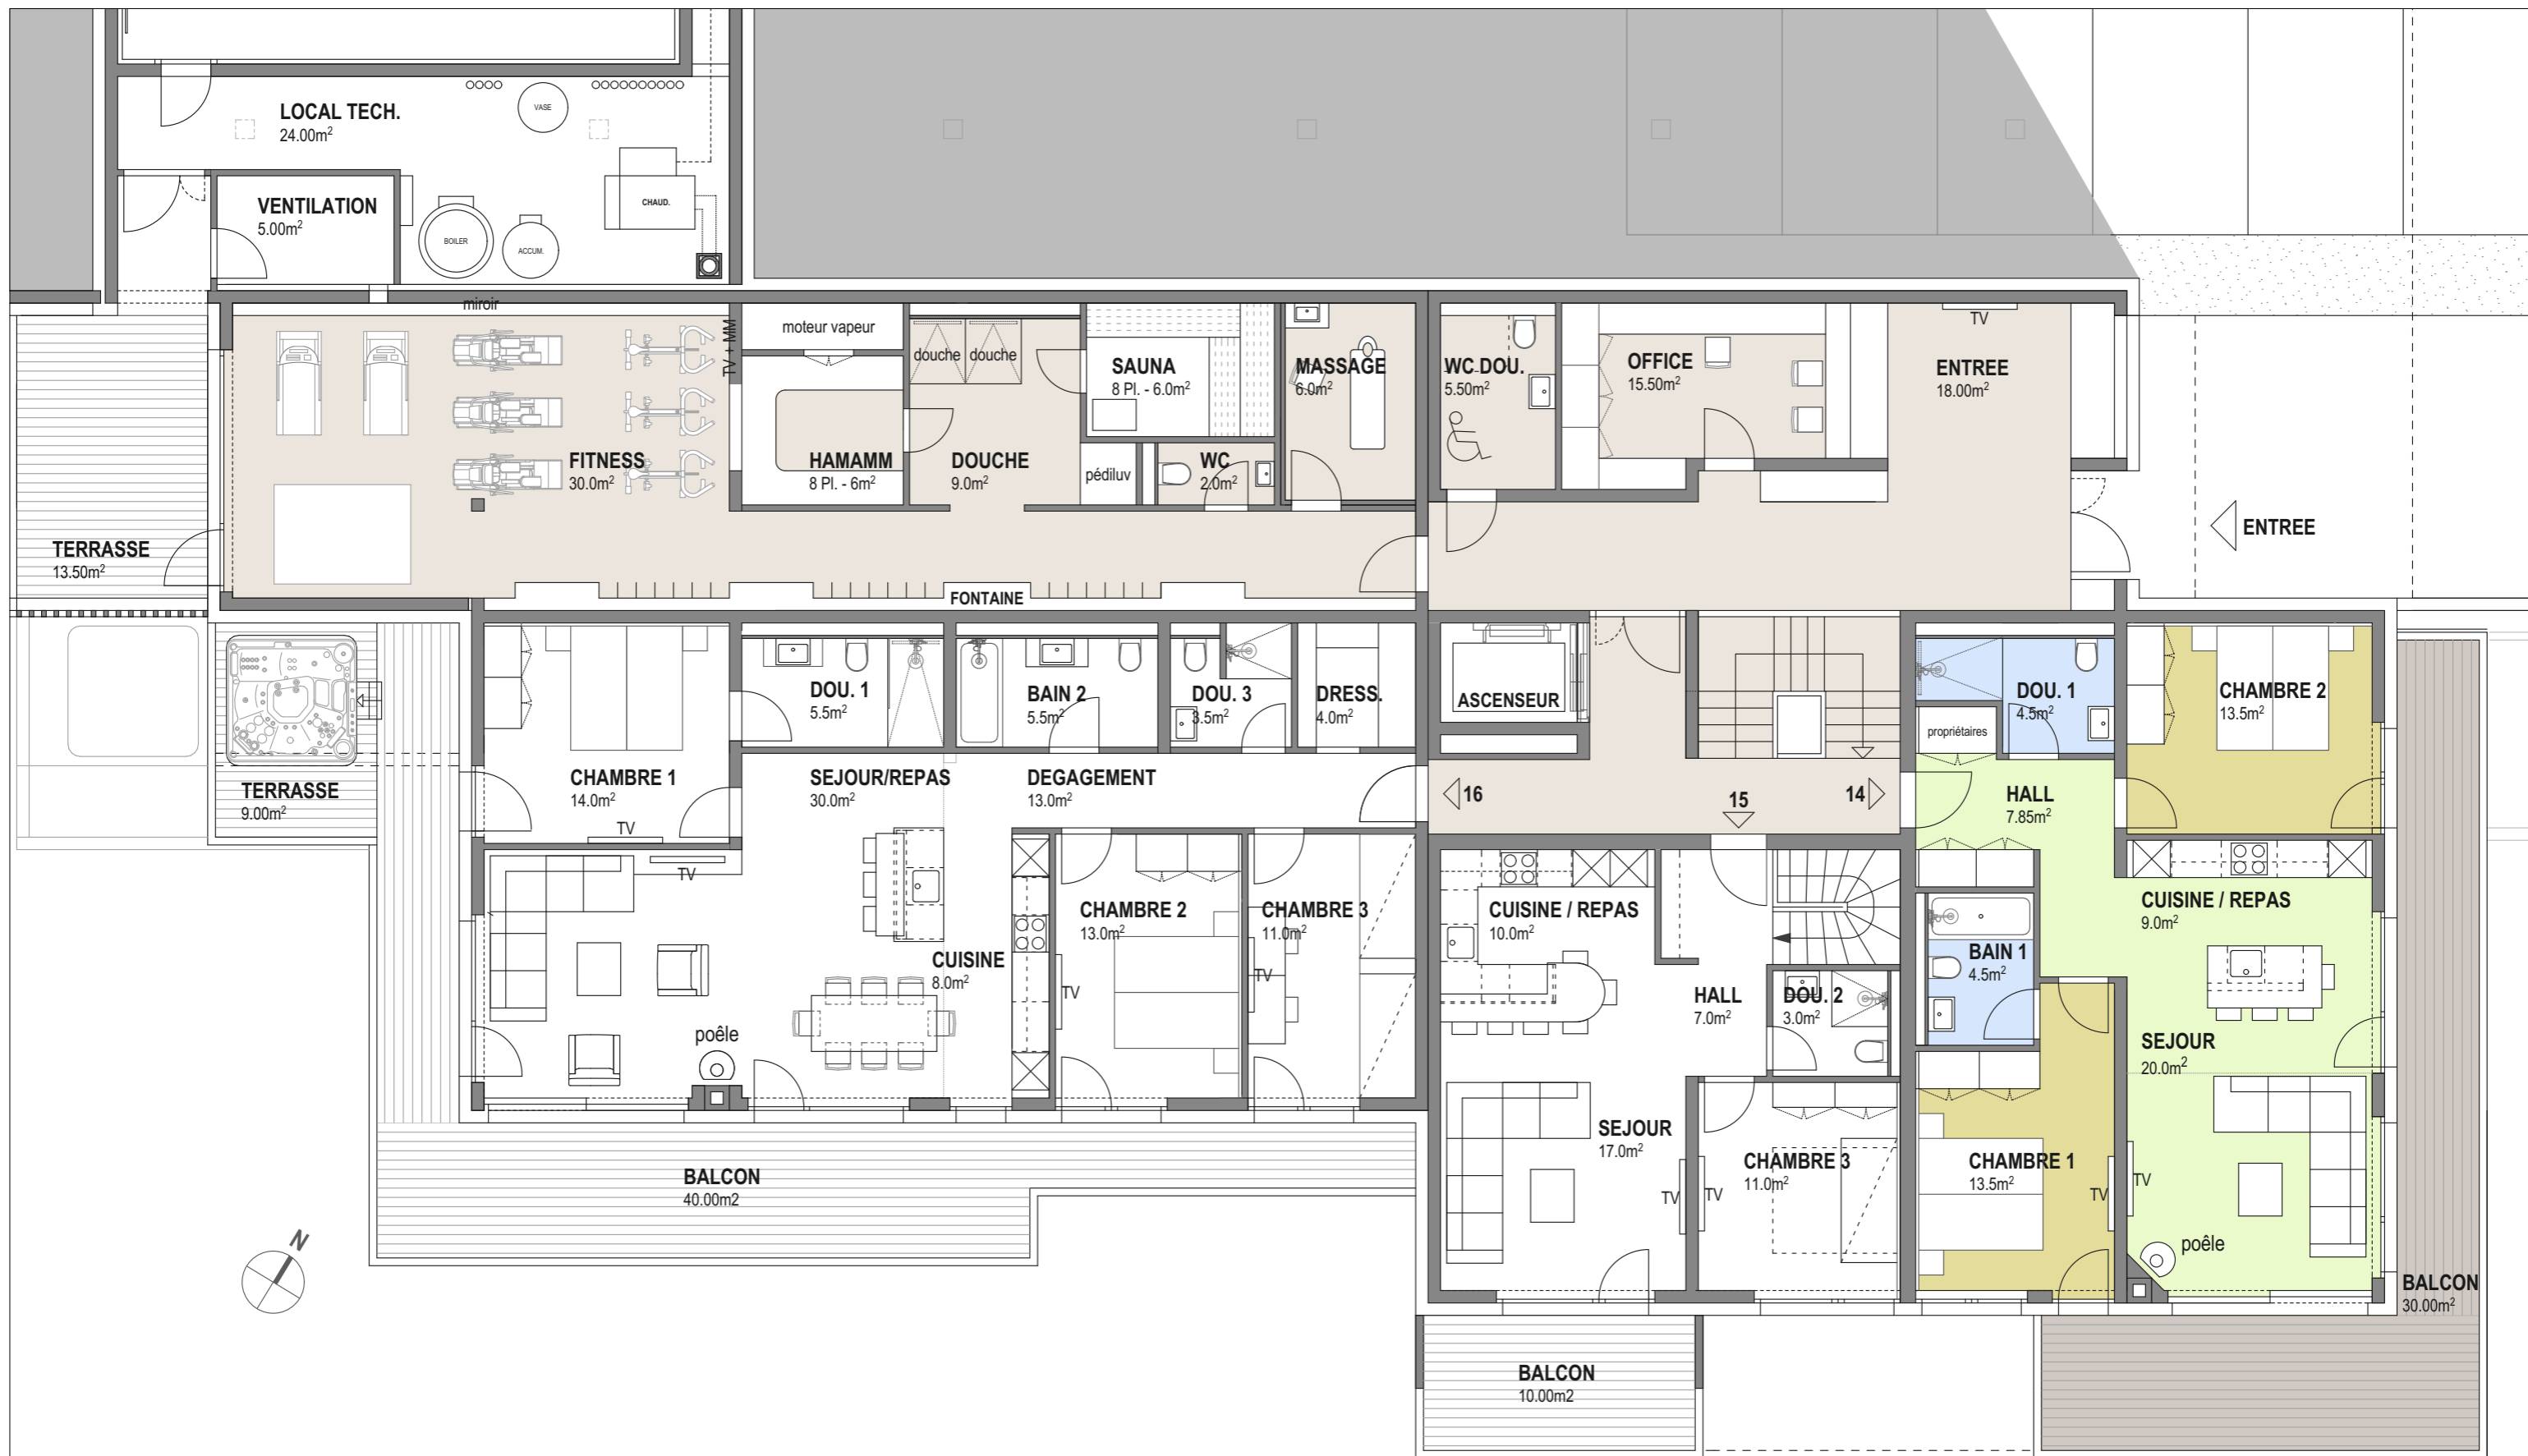 LOCAL TECH.
24.00m²
VASE
VENTILATION
5.00m²
BOILER
ACCUM.
CHAUD.
miroir
TV + MM
FITNESS
30.0m²
moteur vapeur
HAMAMM
8 Pl. - 6m²
douche
douche
DOUCHE
9.0m²
SAUNA
8 Pl. - 6.0m²
pédiluv
WC
2.0m²
MASSAGE
6.0m²
WC DOU.
5.50m²
OFFICE
15.50m²
TV
ENTREE
18.00m²
ENTREE
TERRASSE
13.50m²
FONTAINE
TERRASSE
9.00m²
CHAMBRE 1
14.0m²
TV
DOU. 1
5.5m²
BAIN 2
5.5m²
DOU. 3
3.5m²
DRESS.
4.0m²
ASCENSEUR
SEJOUR/REPAS
30.0m²
DEGAGEMENT
13.0m²
16
15
14
TV
CUISINE
8.0m²
poêle
CHAMBRE 2
13.0m²
TV
CHAMBRE 3
11.0m²
TV
BALCON
40.00m2
N
CUISINE / REPAS
10.0m²
HALL
7.0m²
DOU. 2
3.0m²
SEJOUR
17.0m²
TV
CHAMBRE 3
11.0m²
TV
BALCON
10.00m2
propriétaires
DOU. 1
4.5m²
CHAMBRE 2
13.5m²
HALL
7.85m²
CUISINE / REPAS
9.0m²
BAIN 1
4.5m²
SEJOUR
20.0m²
CHAMBRE 1
13.5m²
TV
TV
poêle
BALCON
30.00m²